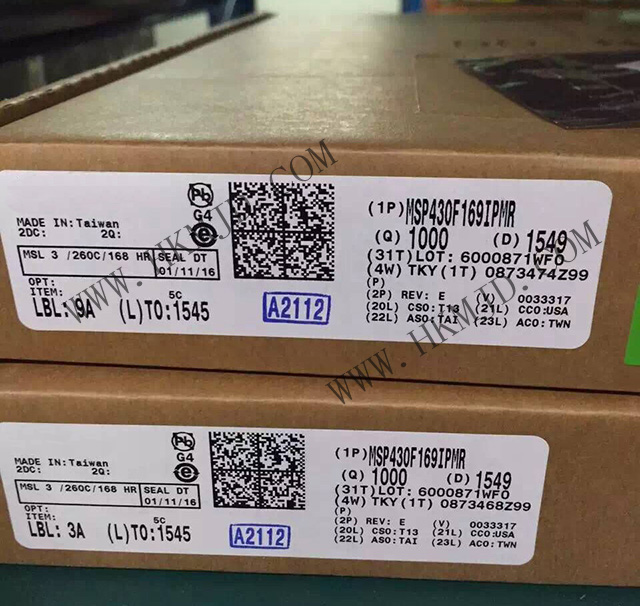 Pb
G4
e
MADE IN: Taiwan
2DC: 2Q:
MSL 3 /260C/168 HR SEAL DT
01/11/16
OPT:
ITEM: 5C
LBL: 9A (L)TO:1545
A2112
(1P) MSP430F169IPMR
(Q) 1000 (D) 1549
(31T)LOT: 6000871WF0
(4W) TKY(1T) 0873474Z99
(P)
(2P) REV: E (V) 0033317
(20L) CSO:T13 (21L) CCO:USA
(22L) ASO:TAI (23L) ACO:TWN
WWW.HKMJD.COM
WWW.HKMJD.COM
Pb
G4
e
MADE IN: Taiwan
2DC: 2Q:
MSL 3 /260C/168 HR SEAL DT
01/11/16
OPT:
ITEM: 5C
LBL: 3A (L)TO:1545
A2112
(1P) MSP430F169IPMR
(Q) 1000 (D) 1549
(31T)LOT: 6000871WF0
(4W) TKY(1T) 0873468Z99
(P)
(2P) REV: E (V) 0033317
(20L) CSO:T13 (21L) CCO:USA
(22L) ASO:TAI (23L) ACO:TWN